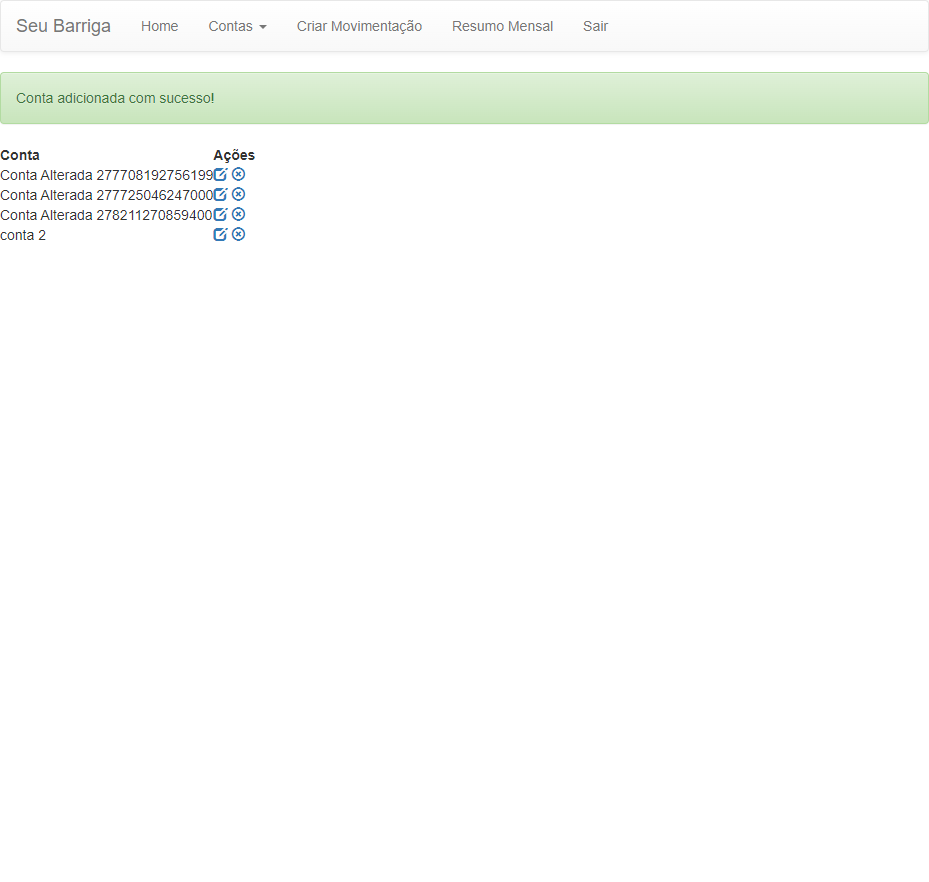 Seu Barriga Home Contas Criar Movimentação Resumo Mensal Sair
Conta adicionada com sucesso!
Conta Ações
Conta Alterada 277708192756199
Conta Alterada 277725046247000
Conta Alterada 278211270859400
conta 2